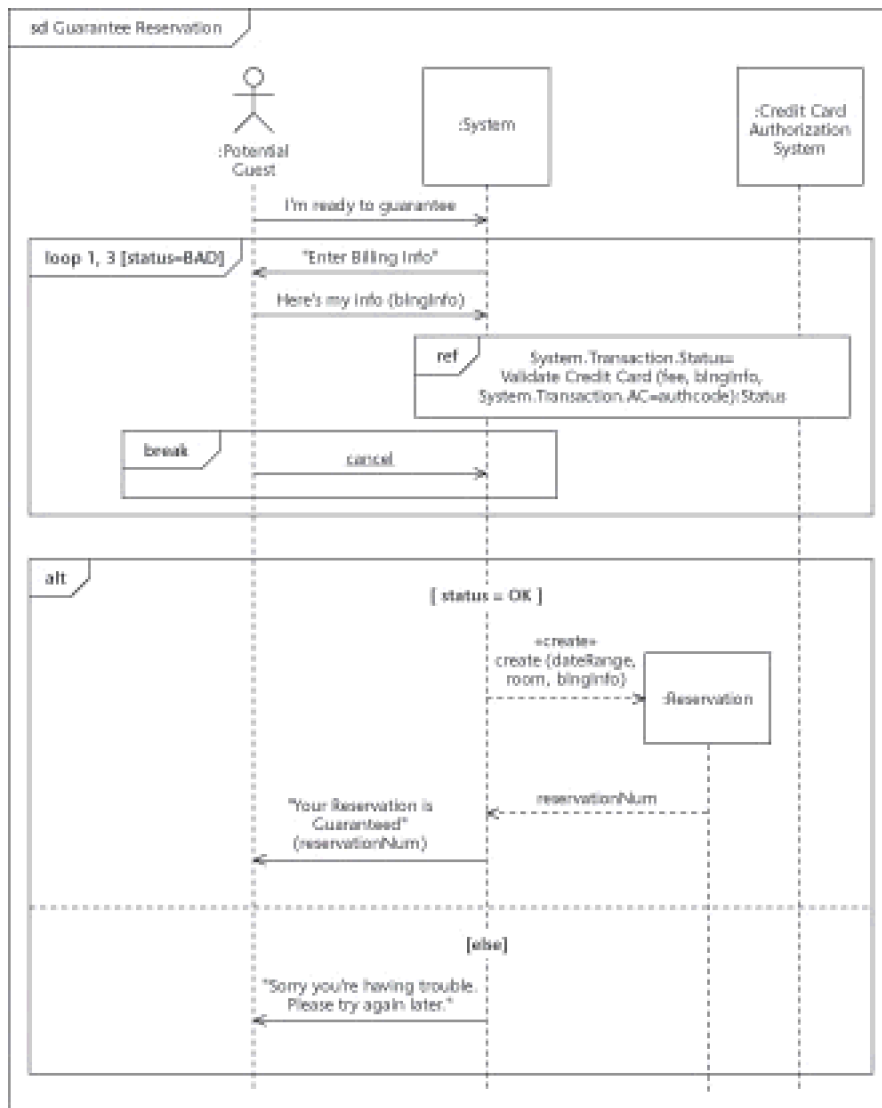 sd Guarantee Reservation
:Potential
Guest
:System
:Credit Card
Authorization
System
I'm ready to guarantee
loop 1, 3 [status=BAD]
"Enter Billing Info"
Here's my info (blngInfo)
ref
System.Transaction.Status=
Validate Credit Card (fee, blngInfo,
System.Transaction.AC=authcode):Status
break
cancel
alt
[ status = OK ]
«create»
create (dateRange,
room, blngInfo)
:Reservation
reservationNum
"Your Reservation is
Guaranteed"
(reservationNum)
[else]
"Sorry you're having trouble.
Please try again later."